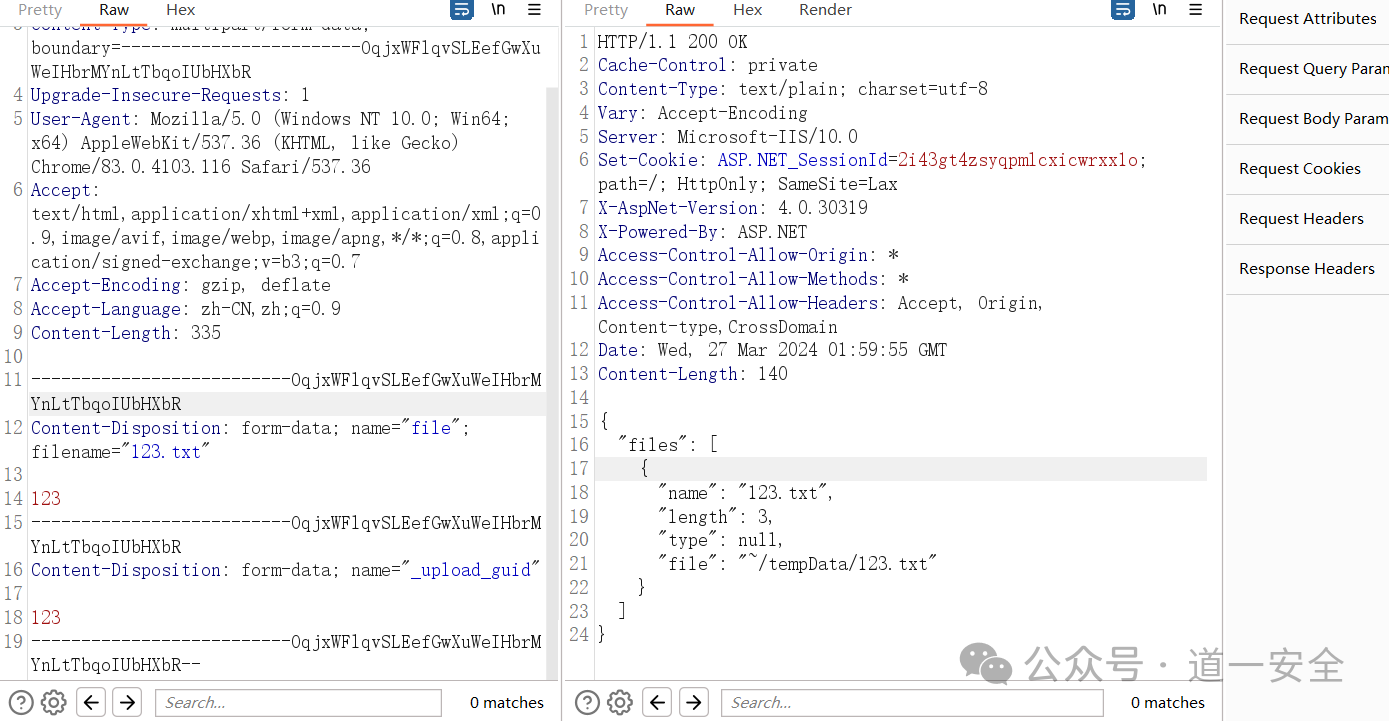 Pretty Raw Hex \n
Content-Type: multipart/form-data;
boundary=------------------------0qjxWFlqvSLEefGwXu
WeIHbrMYnLtTbqoIUbHXbR
4 Upgrade-Insecure-Requests: 1
5 User-Agent: Mozilla/5.0 (Windows NT 10.0; Win64;
x64) AppleWebKit/537.36 (KHTML, like Gecko)
Chrome/83.0.4103.116 Safari/537.36
6 Accept:
text/html,application/xhtml+xml,application/xml;q=0
.9,image/avif,image/webp,image/apng,*/*;q=0.8,appli
cation/signed-exchange;v=b3;q=0.7
7 Accept-Encoding: gzip, deflate
8 Accept-Language: zh-CN,zh;q=0.9
9 Content-Length: 335
10
11 --------------------------0qjxWFlqvSLEefGwXuWeIHbrM
YnLtTbqoIUbHXbR
12 Content-Disposition: form-data; name="file";
filename="123.txt"
13
14 123
15 --------------------------0qjxWFlqvSLEefGwXuWeIHbrM
YnLtTbqoIUbHXbR
16 Content-Disposition: form-data; name="_upload_guid"
17
18 123
19 --------------------------0qjxWFlqvSLEefGwXuWeIHbrM
YnLtTbqoIUbHXbR--
Search... 0 matches
Pretty Raw Hex Render \n
1 HTTP/1.1 200 OK
2 Cache-Control: private
3 Content-Type: text/plain; charset=utf-8
4 Vary: Accept-Encoding
5 Server: Microsoft-IIS/10.0
6 Set-Cookie: ASP.NET_SessionId=2i43gt4zsyqpmlcxicwrxxlo;
path=/; HttpOnly; SameSite=Lax
7 X-AspNet-Version: 4.0.30319
8 X-Powered-By: ASP.NET
9 Access-Control-Allow-Origin: *
10 Access-Control-Allow-Methods: *
11 Access-Control-Allow-Headers: Accept, Origin,
Content-type,CrossDomain
12 Date: Wed, 27 Mar 2024 01:59:55 GMT
13 Content-Length: 140
14
15 {
16 "files": [
17 {
18 "name": "123.txt",
19 "length": 3,
20 "type": null,
21 "file": "~/tempData/123.txt"
22 }
23 ]
24 }
Search... 0 matches
Request Attributes
Request Query Param
Request Body Param
Request Cookies
Request Headers
Response Headers
公众号 · 道一安全